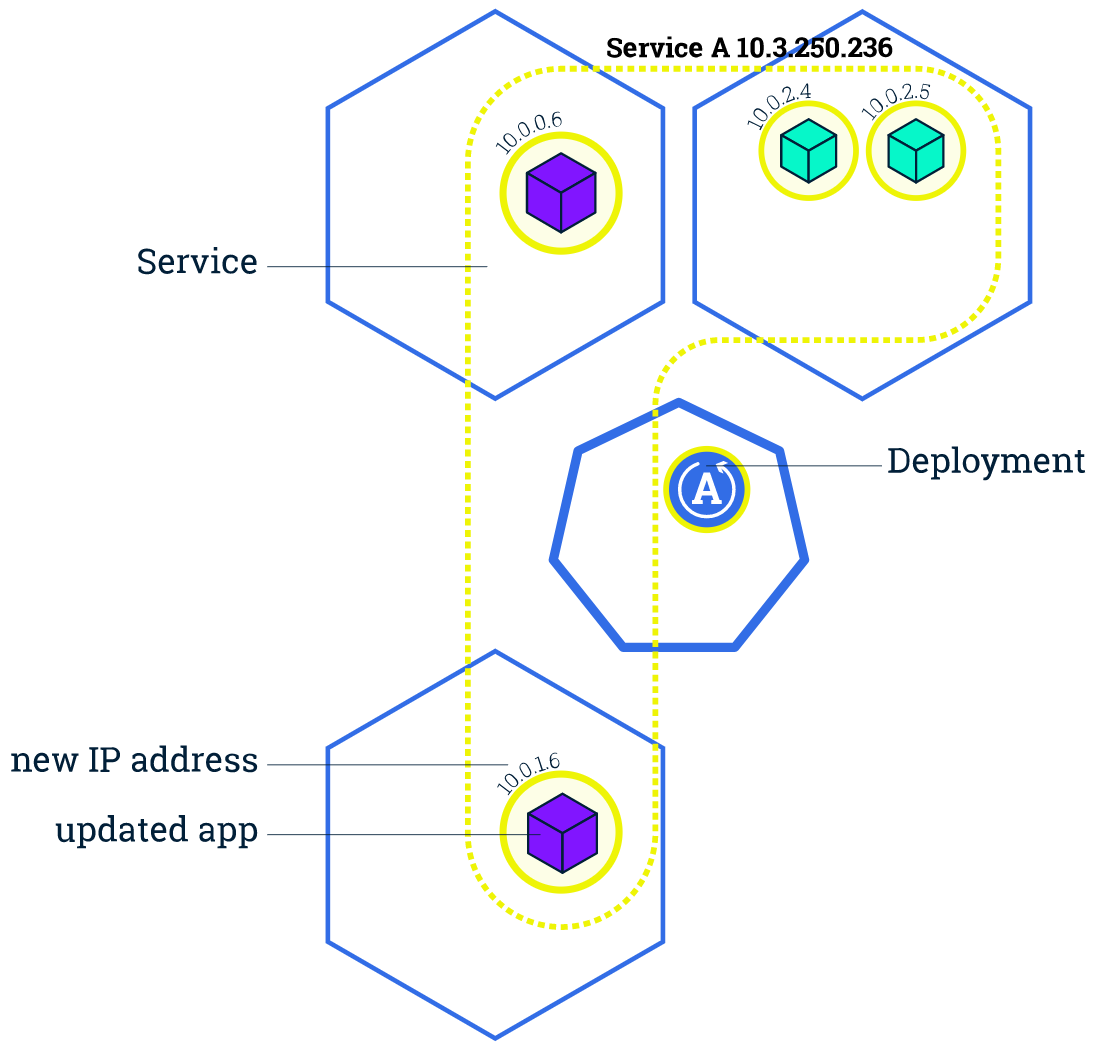 Service A 10.3.250.236
10.0.0.6
10.0.2.4
10.0.2.5
Service
Deployment
A
new IP address
10.0.1.6
updated app